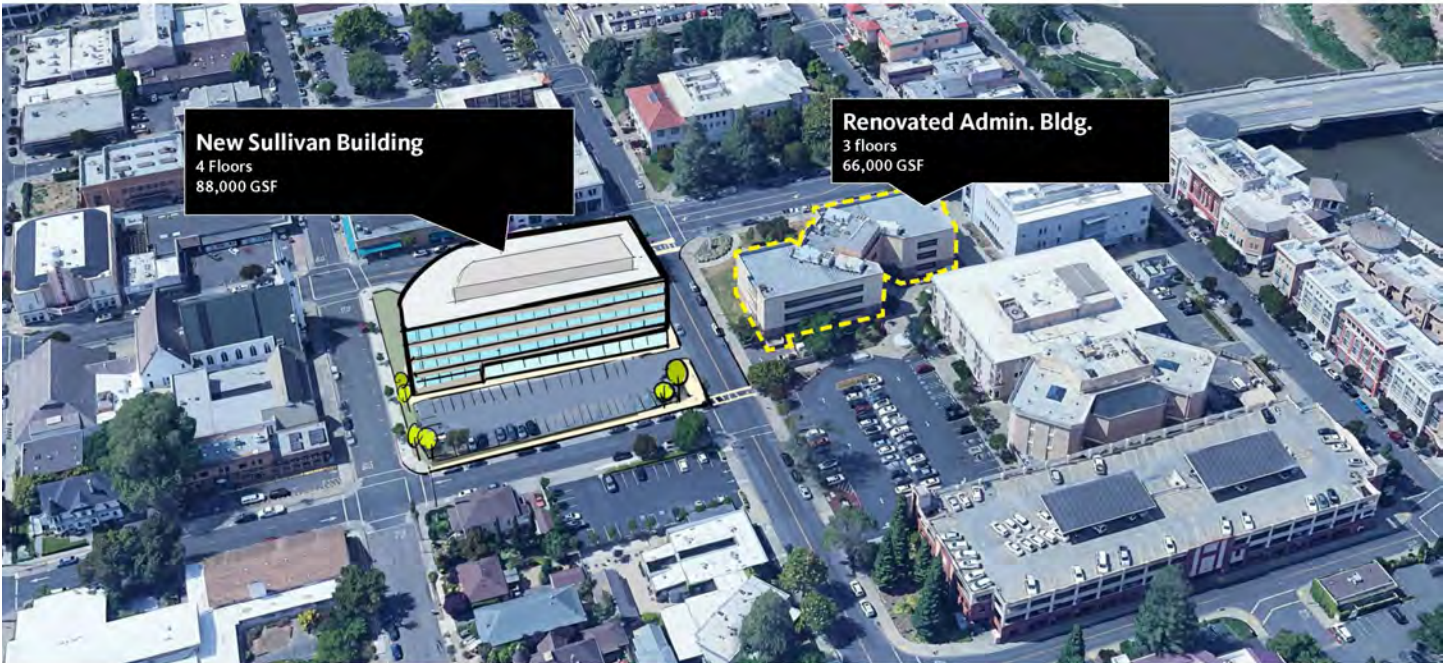 New Sullivan Building
4 Floors
88,000 GSF
Renovated Admin. Bldg.
3 floors
66,000 GSF